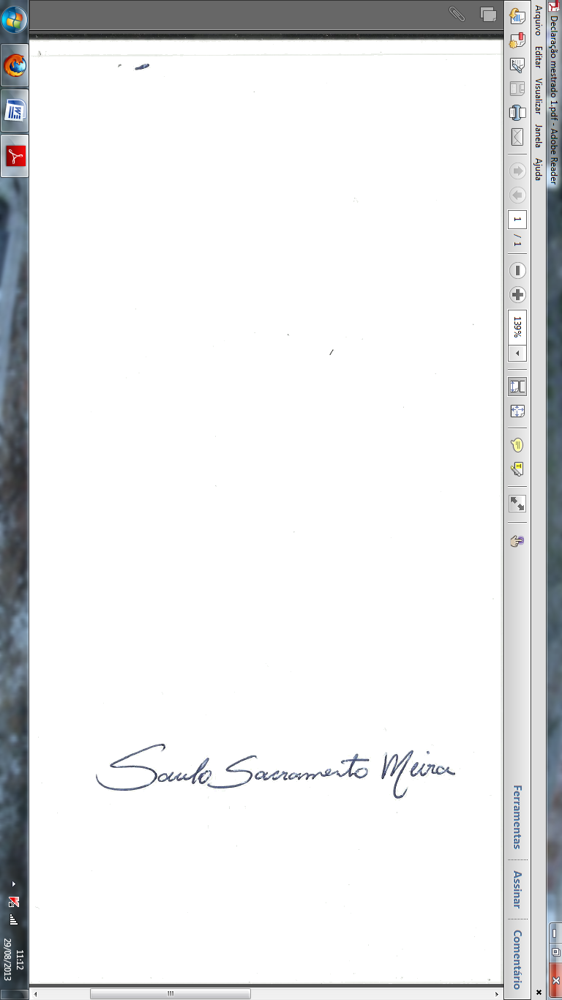 Declaração mestrado 1.pdf - Adobe Reader
Arquivo Editar Visualizar Janela Ajuda
1 / 1 139% Ferramentas Assinar Comentário
Saulo Sacramento Meira
11:12
29/08/2013